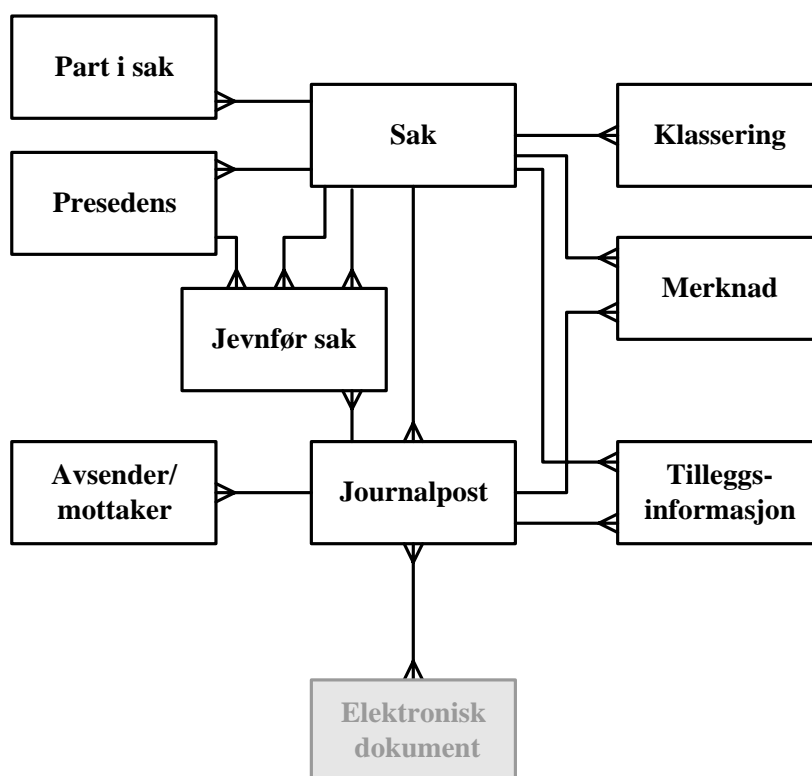 Part i sak
Sak
Klassering
Presedens
Merknad
Jevnfør sak
Avsender/
mottaker
Journalpost
Tilleggs-
informasjon
Elektronisk
dokument